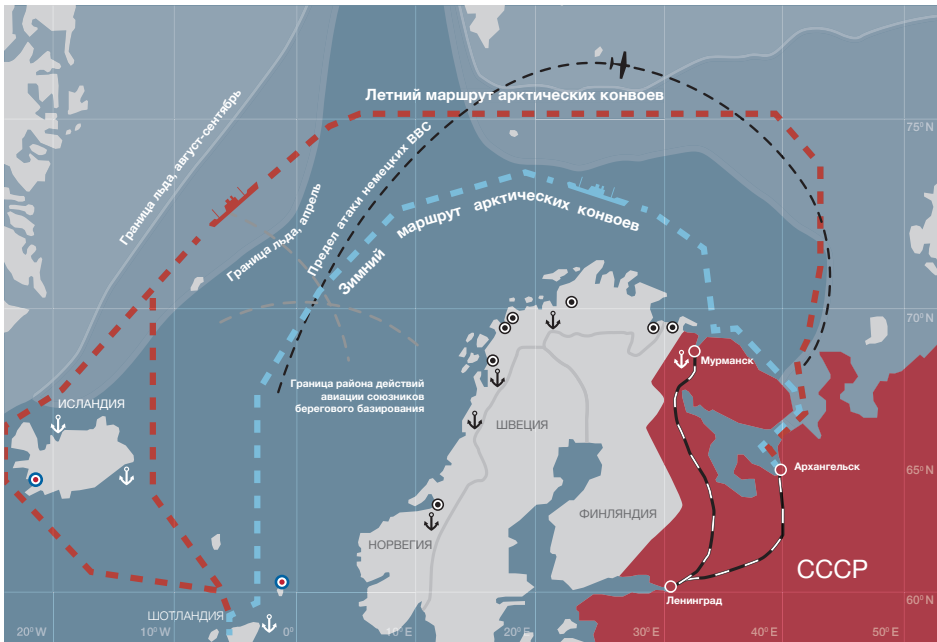 Летний маршрут арктических конвоев
75° N
Граница льда, август-сентябрь
Граница льда, апрель
Предел атаки немецких ВВС
Зимний маршрут арктических конвоев
70° N
Мурманск
Граница района действий
авиации союзников
берегового базирования
ИСЛАНДИЯ
ШВЕЦИЯ
65° N
Архангельск
ФИНЛЯНДИЯ
НОРВЕГИЯ
СССР
60° N
Ленинград
ШОТЛАНДИЯ
20° W
10° W
0°
10° E
20° E
30° E
40° E
50° E